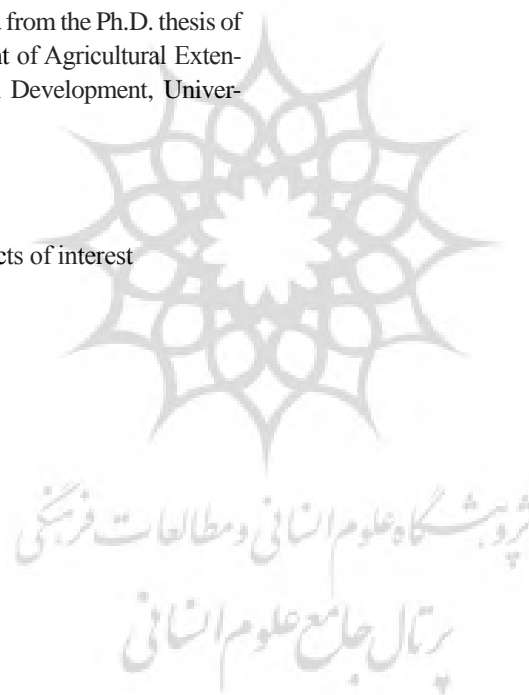 from the Ph.D. thesis of
nt of Agricultural Exten-
Development, Univer-
cts of interest
پژوهشگاه علوم انسانی و مطالعات فرهنگی
پرتال جامع علوم انسانی